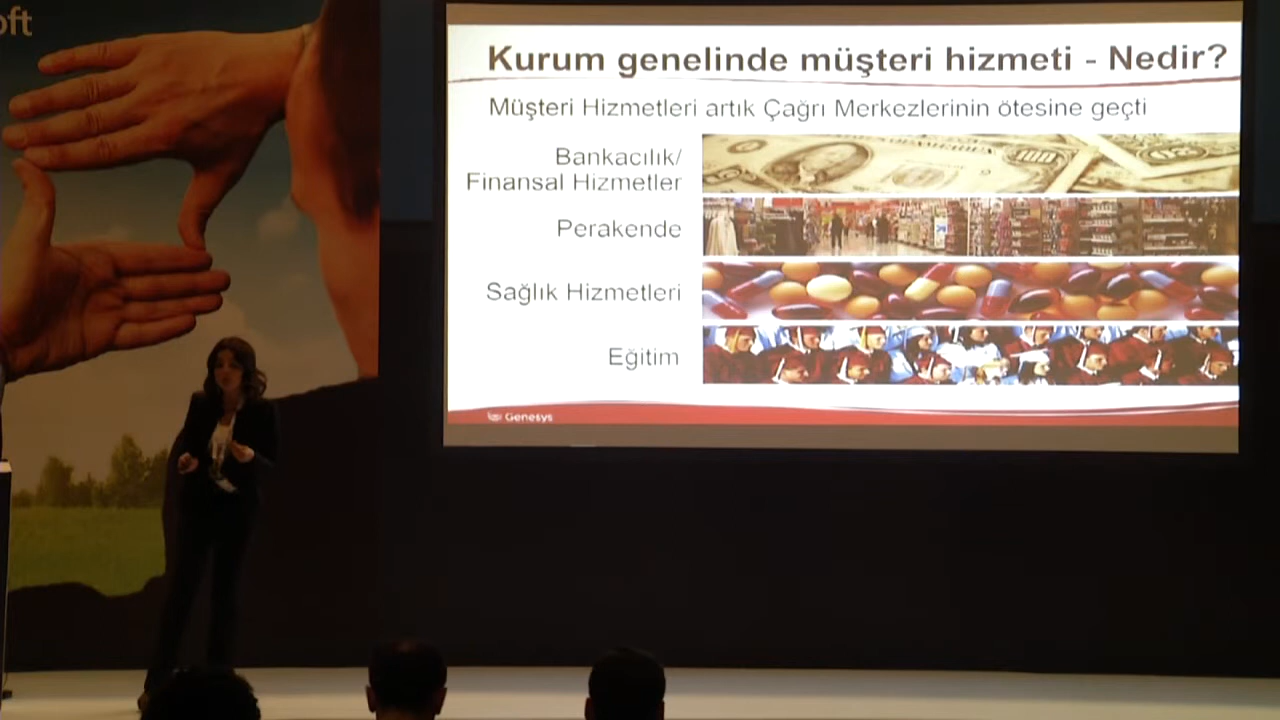 oft
Kurum genelinde müşteri hizmeti - Nedir?
Müşteri Hizmetleri artık Çağrı Merkezlerinin ötesine geçti
Bankacılık/
Finansal Hizmetler
Perakende
Sağlık Hizmetleri
Eğitim
Genesys